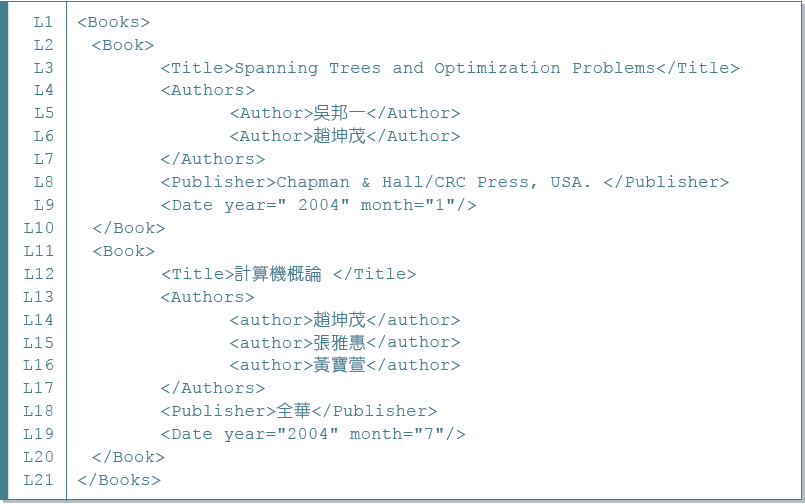 L1 <Books>
L2 <Book>
L3 <Title>Spanning Trees and Optimization Problems</Title>
L4 <Authors>
L5 <Author>吳邦一</Author>
L6 <Author>趙坤茂</Author>
L7 </Authors>
L8 <Publisher>Chapman & Hall/CRC Press, USA. </Publisher>
L9 <Date year=" 2004" month="1"/>
L10 </Book>
L11 <Book>
L12 <Title>計算機概論 </Title>
L13 <Authors>
L14 <author>趙坤茂</author>
L15 <author>張雅惠</author>
L16 <author>黃寶萱</author>
L17 </Authors>
L18 <Publisher>全華</Publisher>
L19 <Date year="2004" month="7"/>
L20 </Book>
L21 </Books>